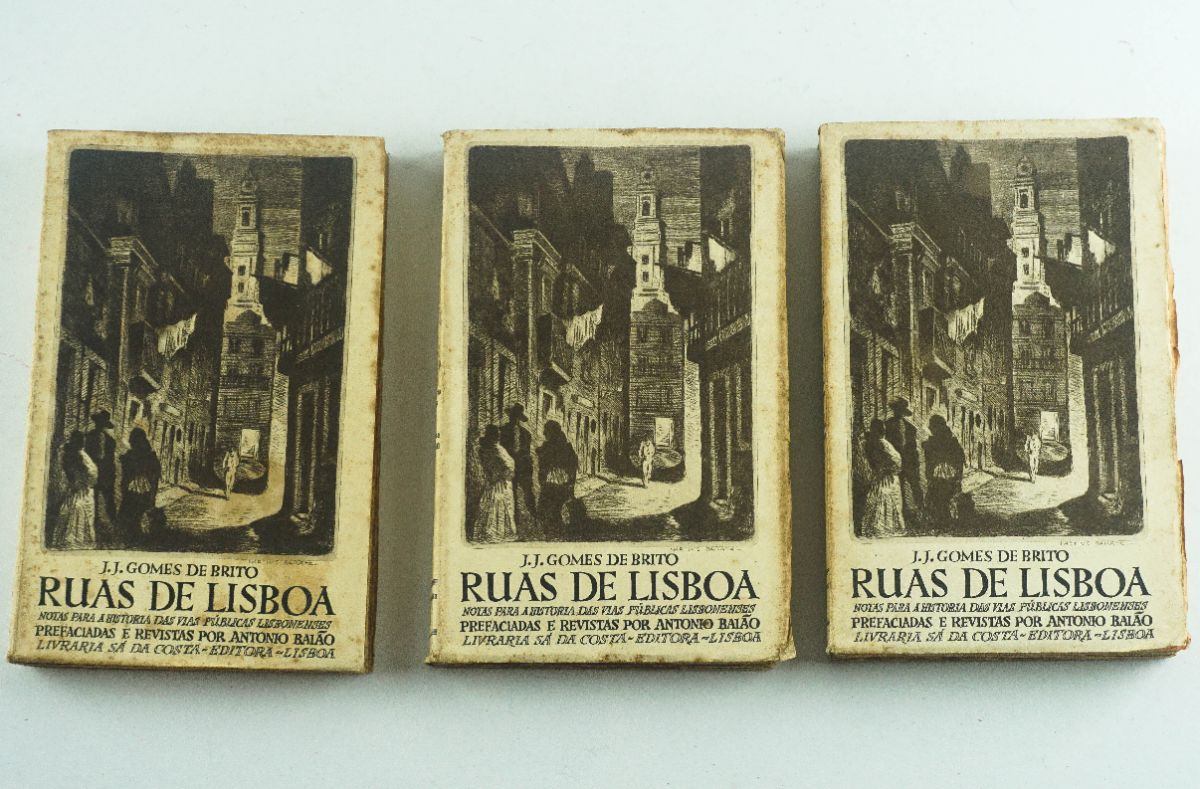 J.J. GOMES DE BRITO
RUAS DE LISBOA
NOTAS PARA A HISTORIA DAS VIAS PÚBLICAS LISBONENSES
PREFACIADAS E REVISTAS POR ANTONIO BAIÃO
LIVRARIA SÁ DA COSTA-EDITORA-LISBOA
J.J. GOMES DE BRITO
RUAS DE LISBOA
NOTAS PARA A HISTORIA DAS VIAS PÚBLICAS LISBONENSES
PREFACIADAS E REVISTAS POR ANTONIO BAIÃO
LIVRARIA SÁ DA COSTA-EDITORA-LISBOA
J.J. GOMES DE BRITO
RUAS DE LISBOA
NOTAS PARA A HISTORIA DAS VIAS PÚBLICAS LISBONENSES
PREFACIADAS E REVISTAS POR ANTONIO BAIÃO
LIVRARIA SÁ DA COSTA-EDITORA-LISBOA